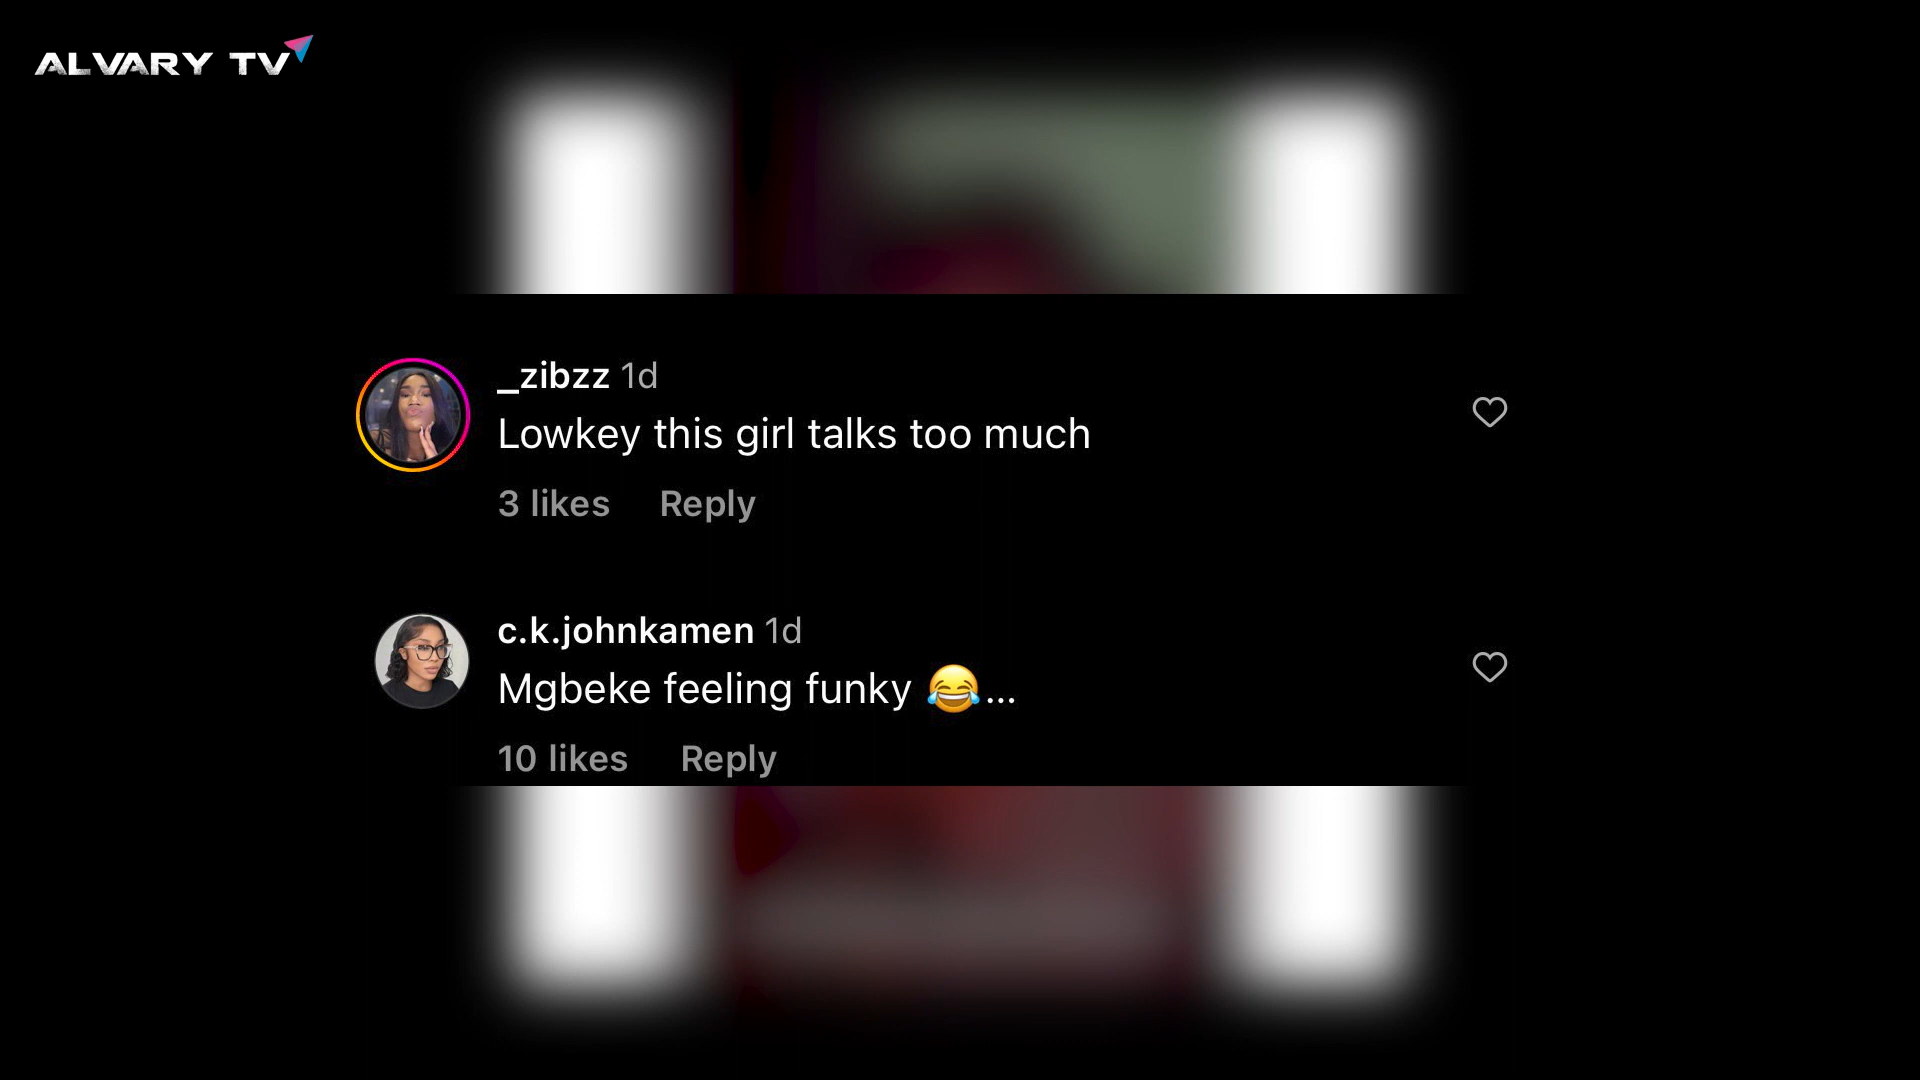 ALVARY TV
_zibzz 1d
Lowkey this girl talks too much
3 likes Reply
c.k.johnkamen 1d
Mgbeke feeling funky 😂...
10 likes Reply